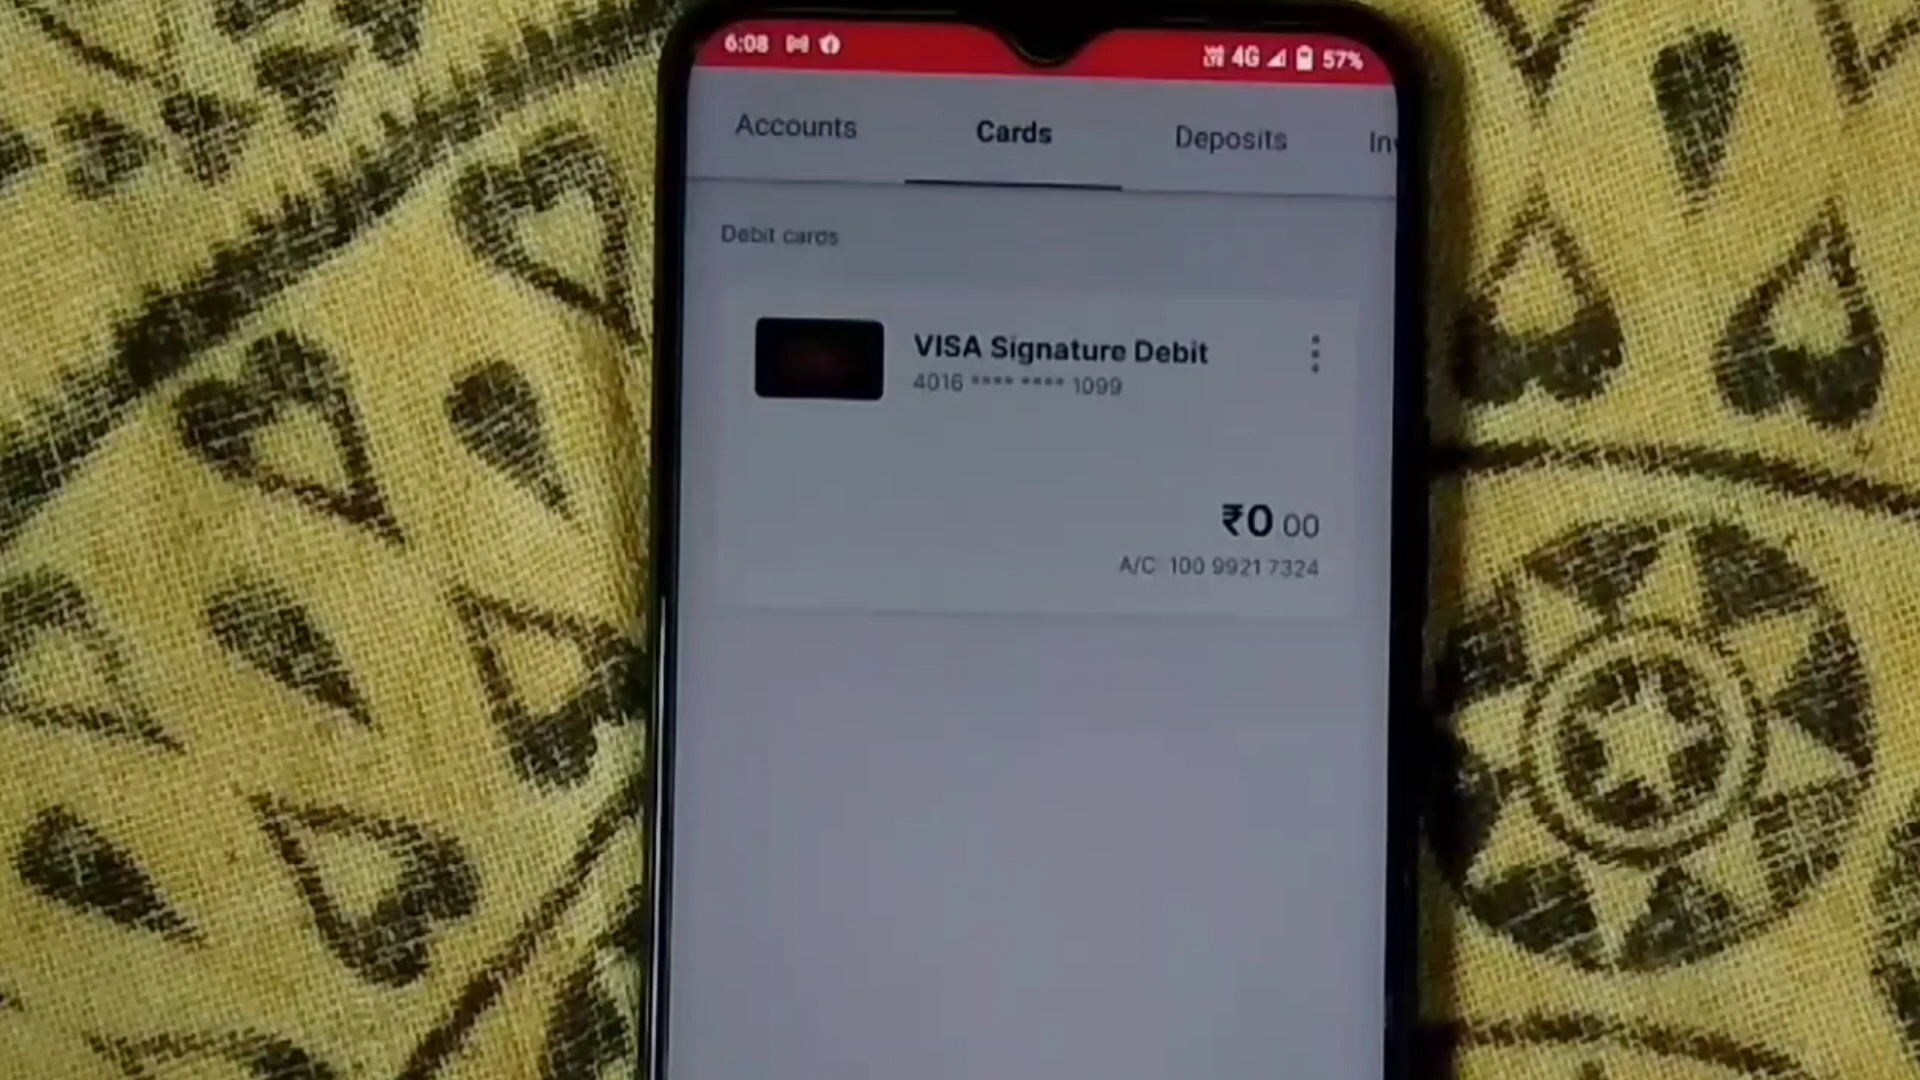 6:08 4G 57%
Accounts Cards Deposits Inv
Debit cards
VISA Signature Debit
4016 **** **** 1099
₹0 00
A/C 100 9921 7324